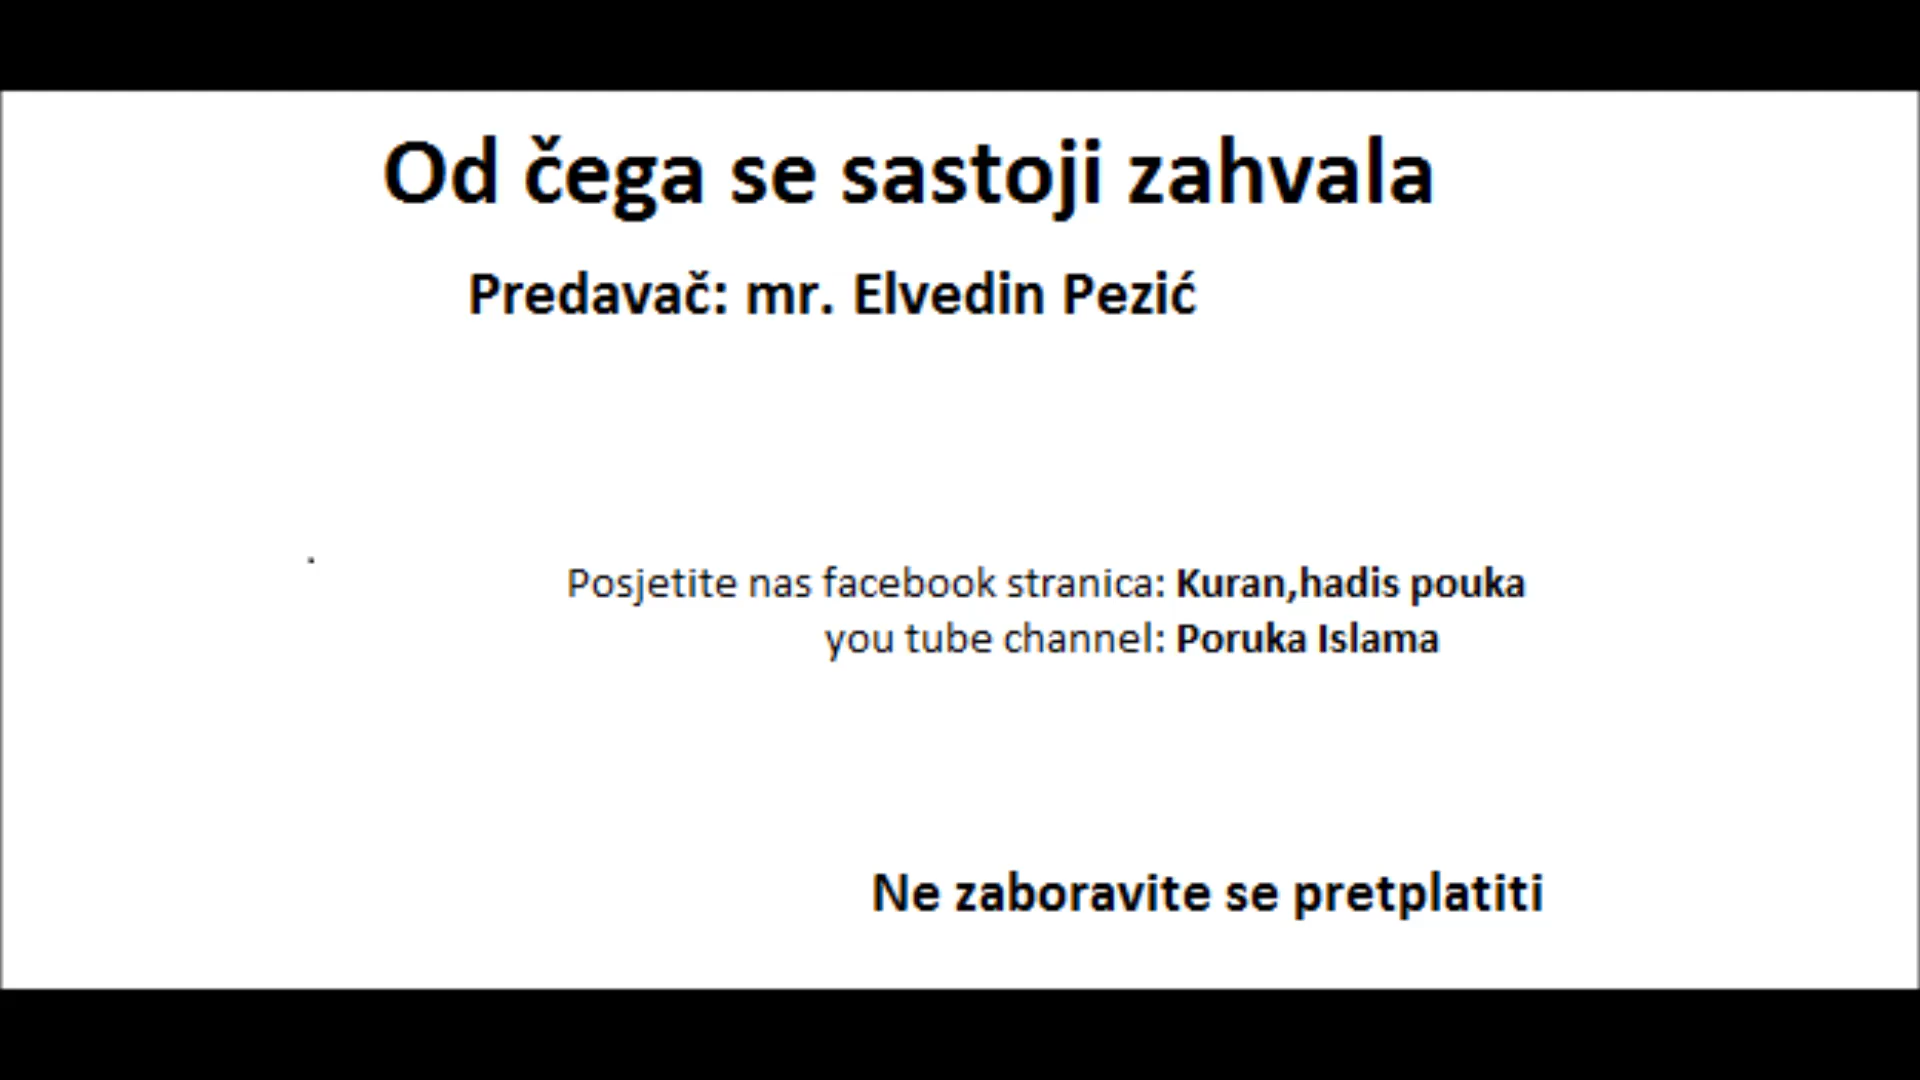 Od čega se sastoji zahvala
Predavač: mr. Elvedin Pezić
Posjetite nas facebook stranica: Kuran,hadis pouka
you tube channel: Poruka Islama
Ne zaboravite se pretplatiti